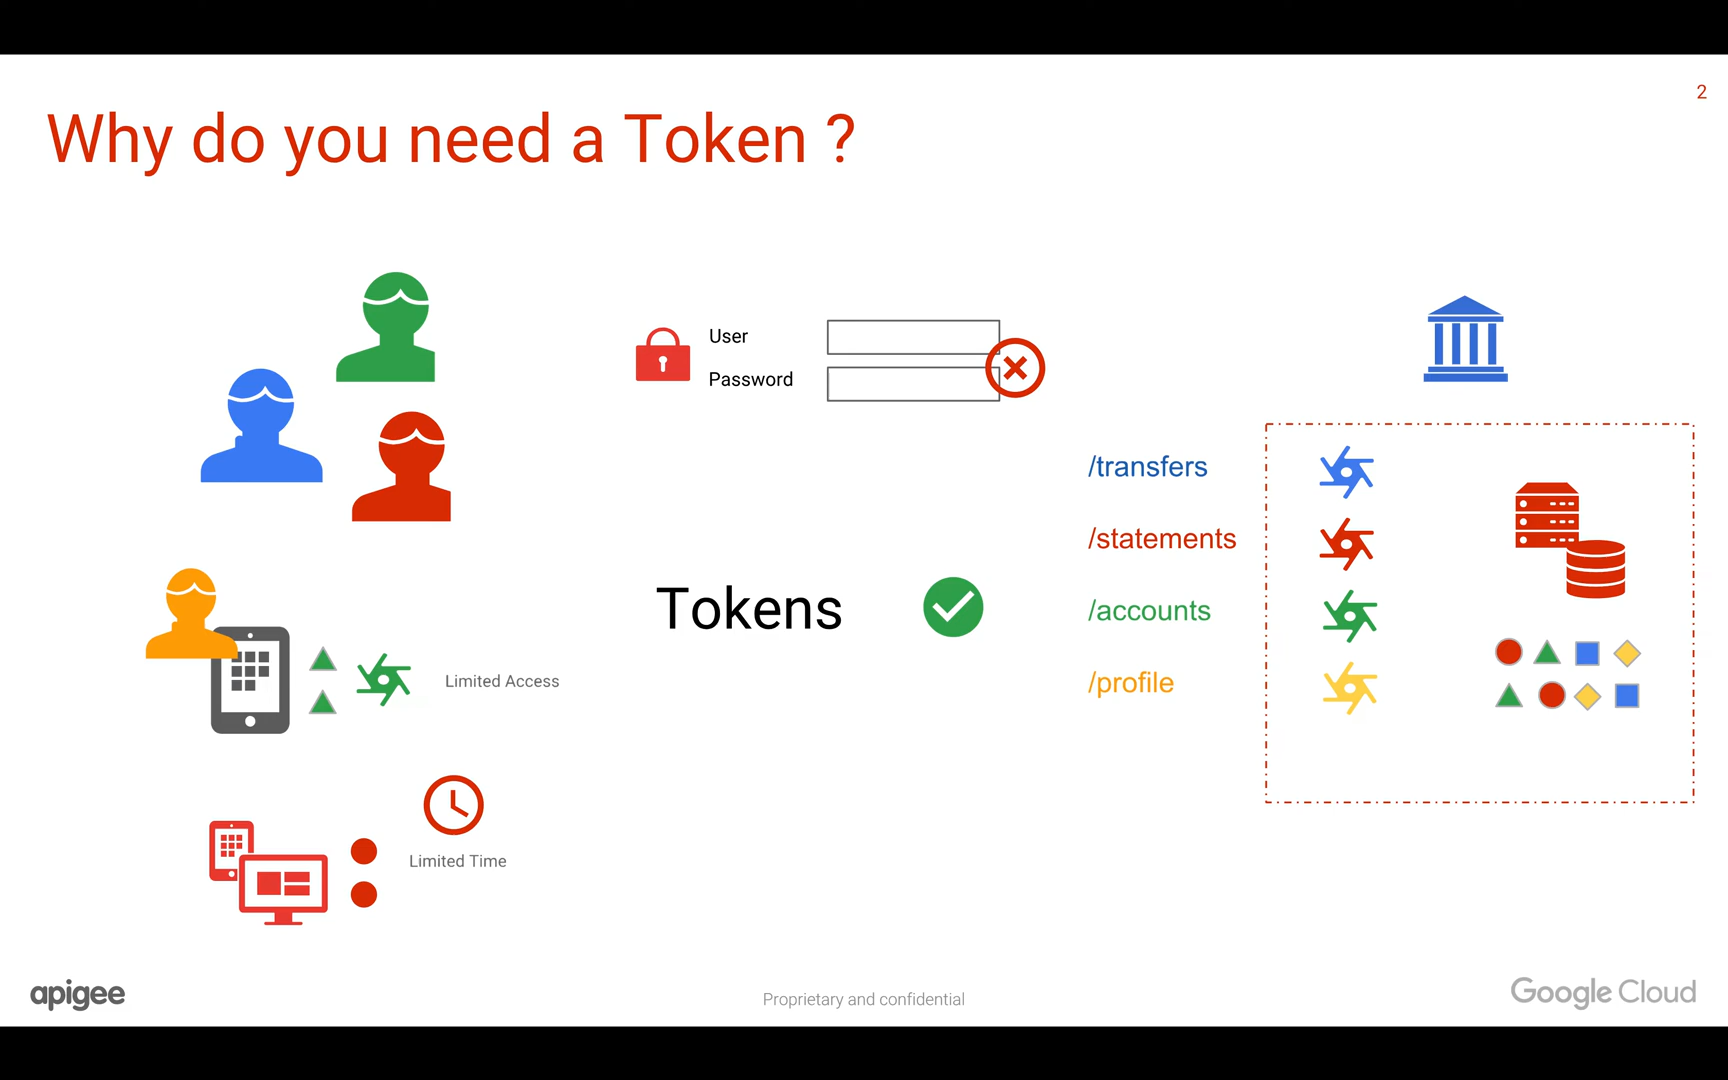 2
Why do you need a Token ?
User
Password
/transfers
/statements
Tokens
/accounts
/profile
Limited Access
Limited Time
apigee
Proprietary and confidential
Google Cloud